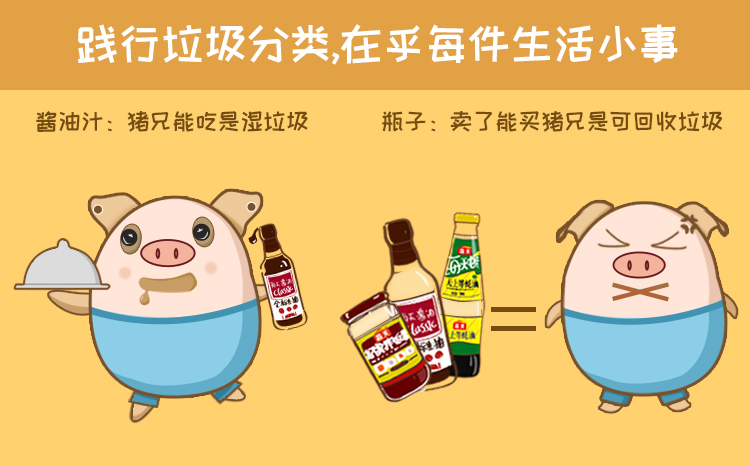 践行垃圾分类,在乎每件生活小事
酱油汁：猪兄能吃是湿垃圾
瓶子：卖了能买猪兄是可回收垃圾
classic
classic